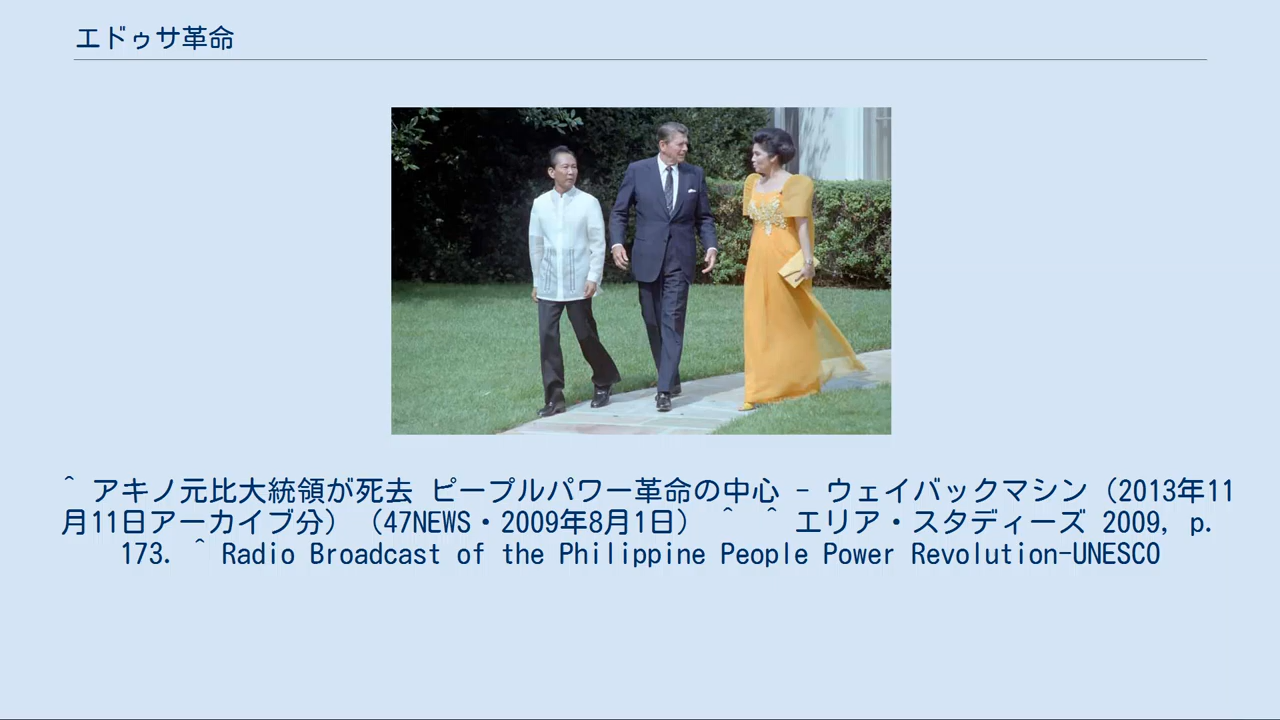 エドゥサ革命
^ アキノ元比大統領が死去 ピープルパワー革命の中心 - ウェイバックマシン（2013年11
月11日アーカイブ分）（47NEWS・2009年8月1日） ^ ^ エリア・スタディーズ 2009, p.
173. ^ Radio Broadcast of the Philippine People Power Revolution-UNESCO